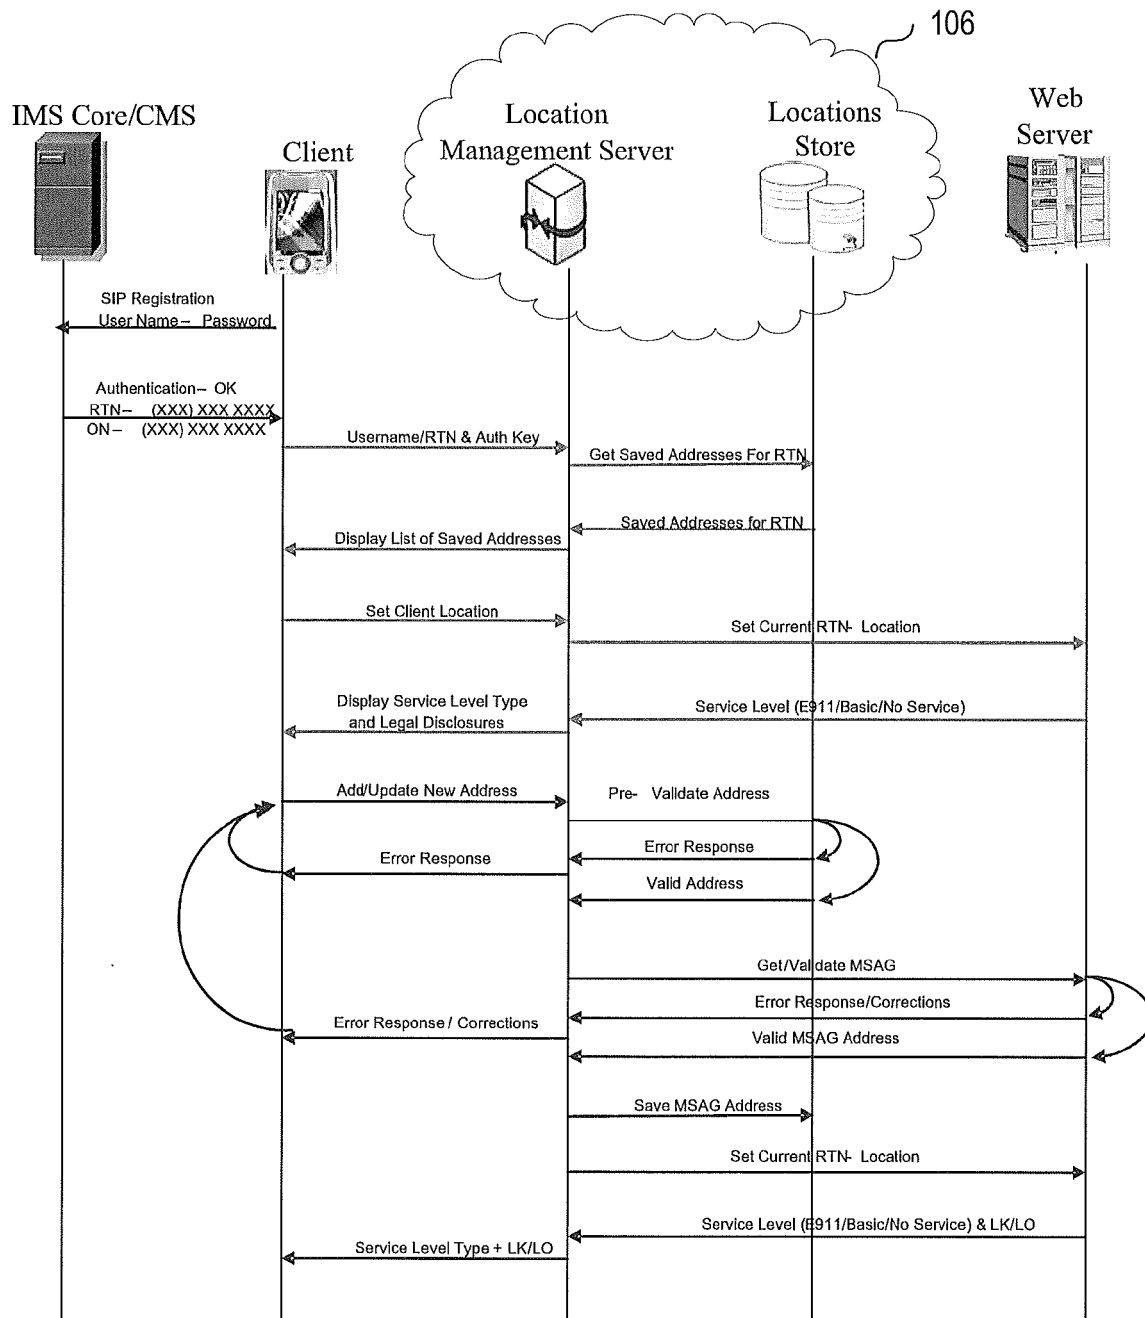 106
IMS Core/CMS
Client
Location
Management Server
Locations
Store
Web
Server
SIP Registration
User Name– Password
Authentication– OK
RTN– (XXX) XXX XXXX
ON– (XXX) XXX XXXX
Username/RTN & Auth Key
Get Saved Addresses For RTN
Saved Addresses for RTN
Display List of Saved Addresses
Set Client Location
Set Current RTN- Location
Service Level (E911/Basic/No Service)
Display Service Level Type
and Legal Disclosures
Add/Update New Address
Pre- Validate Address
Error Response
Error Response
Valid Address
Get/Validate MSAG
Error Response/Corrections
Error Response / Corrections
Valid MSAG Address
Save MSAG Address
Set Current RTN- Location
Service Level (E911/Basic/No Service) & LK/LO
Service Level Type + LK/LO